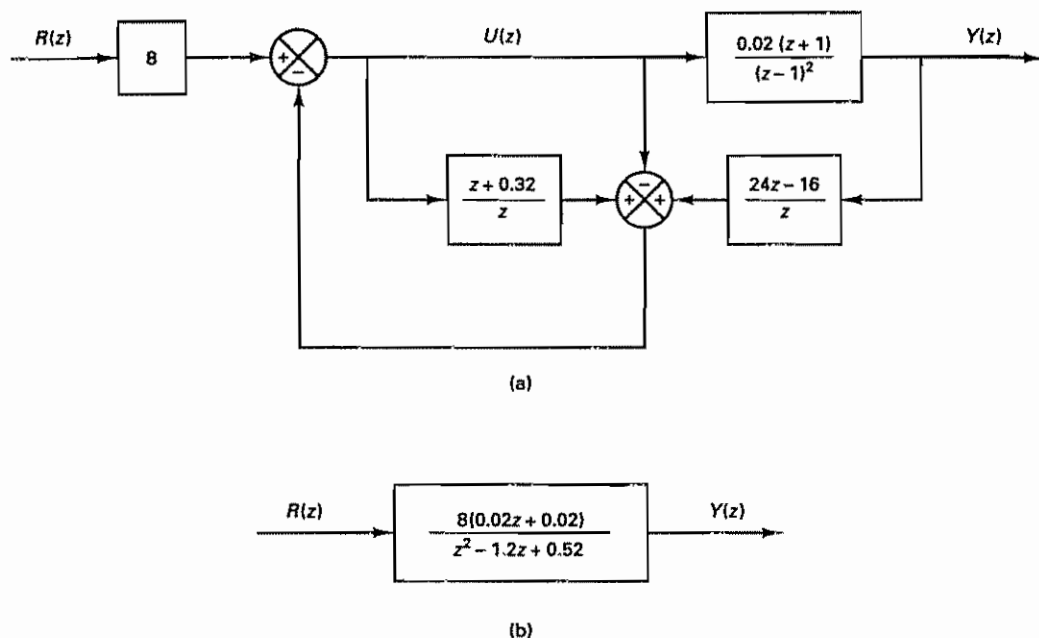 R(z)
8
+
−
U(z)
0.02 (z + 1)
(z − 1)²
Y(z)
z + 0.32
z
−
+ +
24z − 16
z
(a)
R(z)
8(0.02z + 0.02)
z² − 1.2z + 0.52
Y(z)
(b)